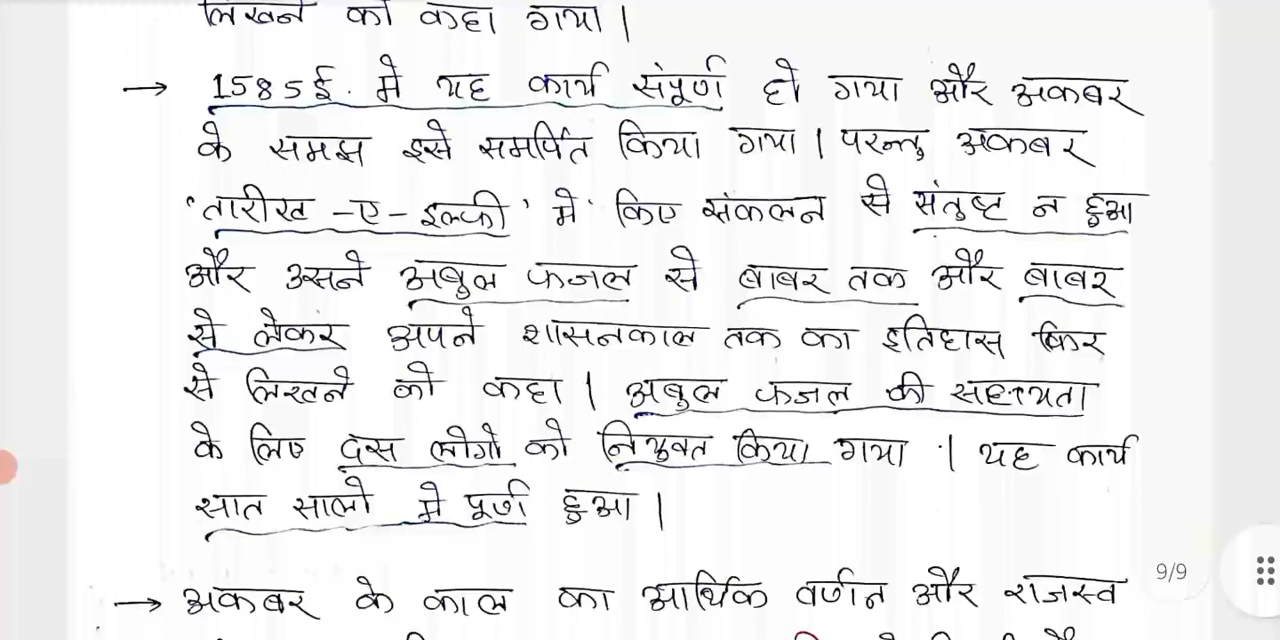 लिखने को कहा गया।
→ 1585ई. मे यह कार्य संपूर्ण हो गया और अकबर
के समक्ष इसे समर्पित किया गया। परन्तु अकबर
'तारीख -ए- इल्फी' में किए संकलन से संतुष्ट न हुआ
और उसने अबुल फजल से बाबर तक और बाबर
से लेकर अपने शासनकाल तक का इतिहास फिर
से लिखने को कहा। अबुल फजल की सहायता
के लिए दस लोगो को नियुक्त किया गया। यह कार्य
सात सालो मे पूर्ण हुआ।
9/9
→ अकबर के काल का आर्थिक वर्णन और राजस्व